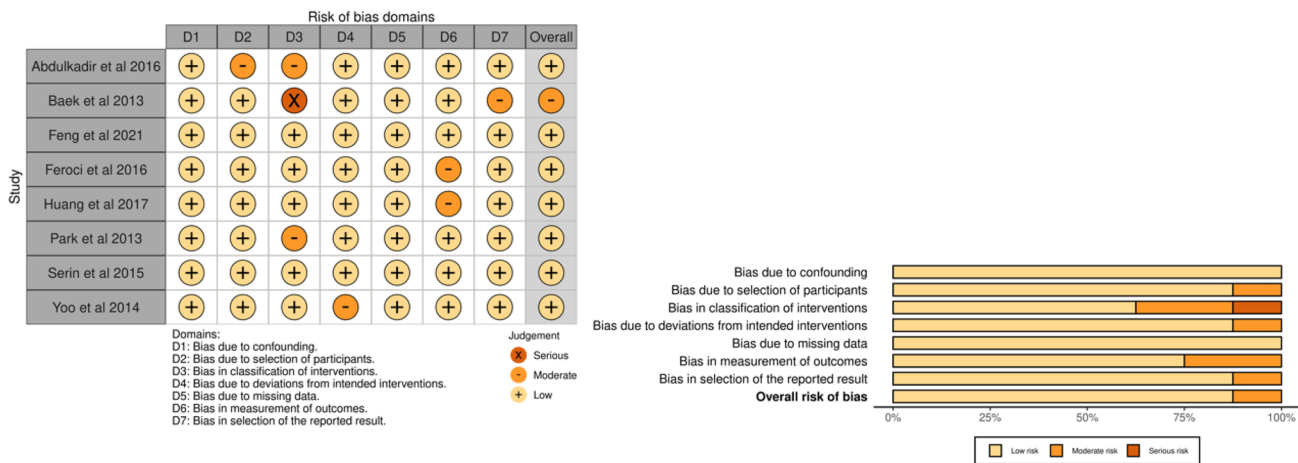 Risk of bias domains
D1 D2 D3 D4 D5 D6 D7 Overall
Study
Abdulkadir et al 2016 + - - + + + + +
Baek et al 2013 + + X + + + - -
Feng et al 2021 + + + + + + + +
Feroci et al 2016 + + + + + - + +
Huang et al 2017 + + + + + - + +
Park et al 2013 + + - + + + + +
Serin et al 2015 + + + + + + + +
Yoo et al 2014 + + + - + + + +
Domains:
D1: Bias due to confounding.
D2: Bias due to selection of participants.
D3: Bias in classification of interventions.
D4: Bias due to deviations from intended interventions.
D5: Bias due to missing data.
D6: Bias in measurement of outcomes.
D7: Bias in selection of the reported result.
Judgement
X Serious
- Moderate
+ Low
Bias due to confounding
Bias due to selection of participants
Bias in classification of interventions
Bias due to deviations from intended interventions
Bias due to missing data
Bias in measurement of outcomes
Bias in selection of the reported result
Overall risk of bias
0% 25% 50% 75% 100%
Low risk Moderate risk Serious risk